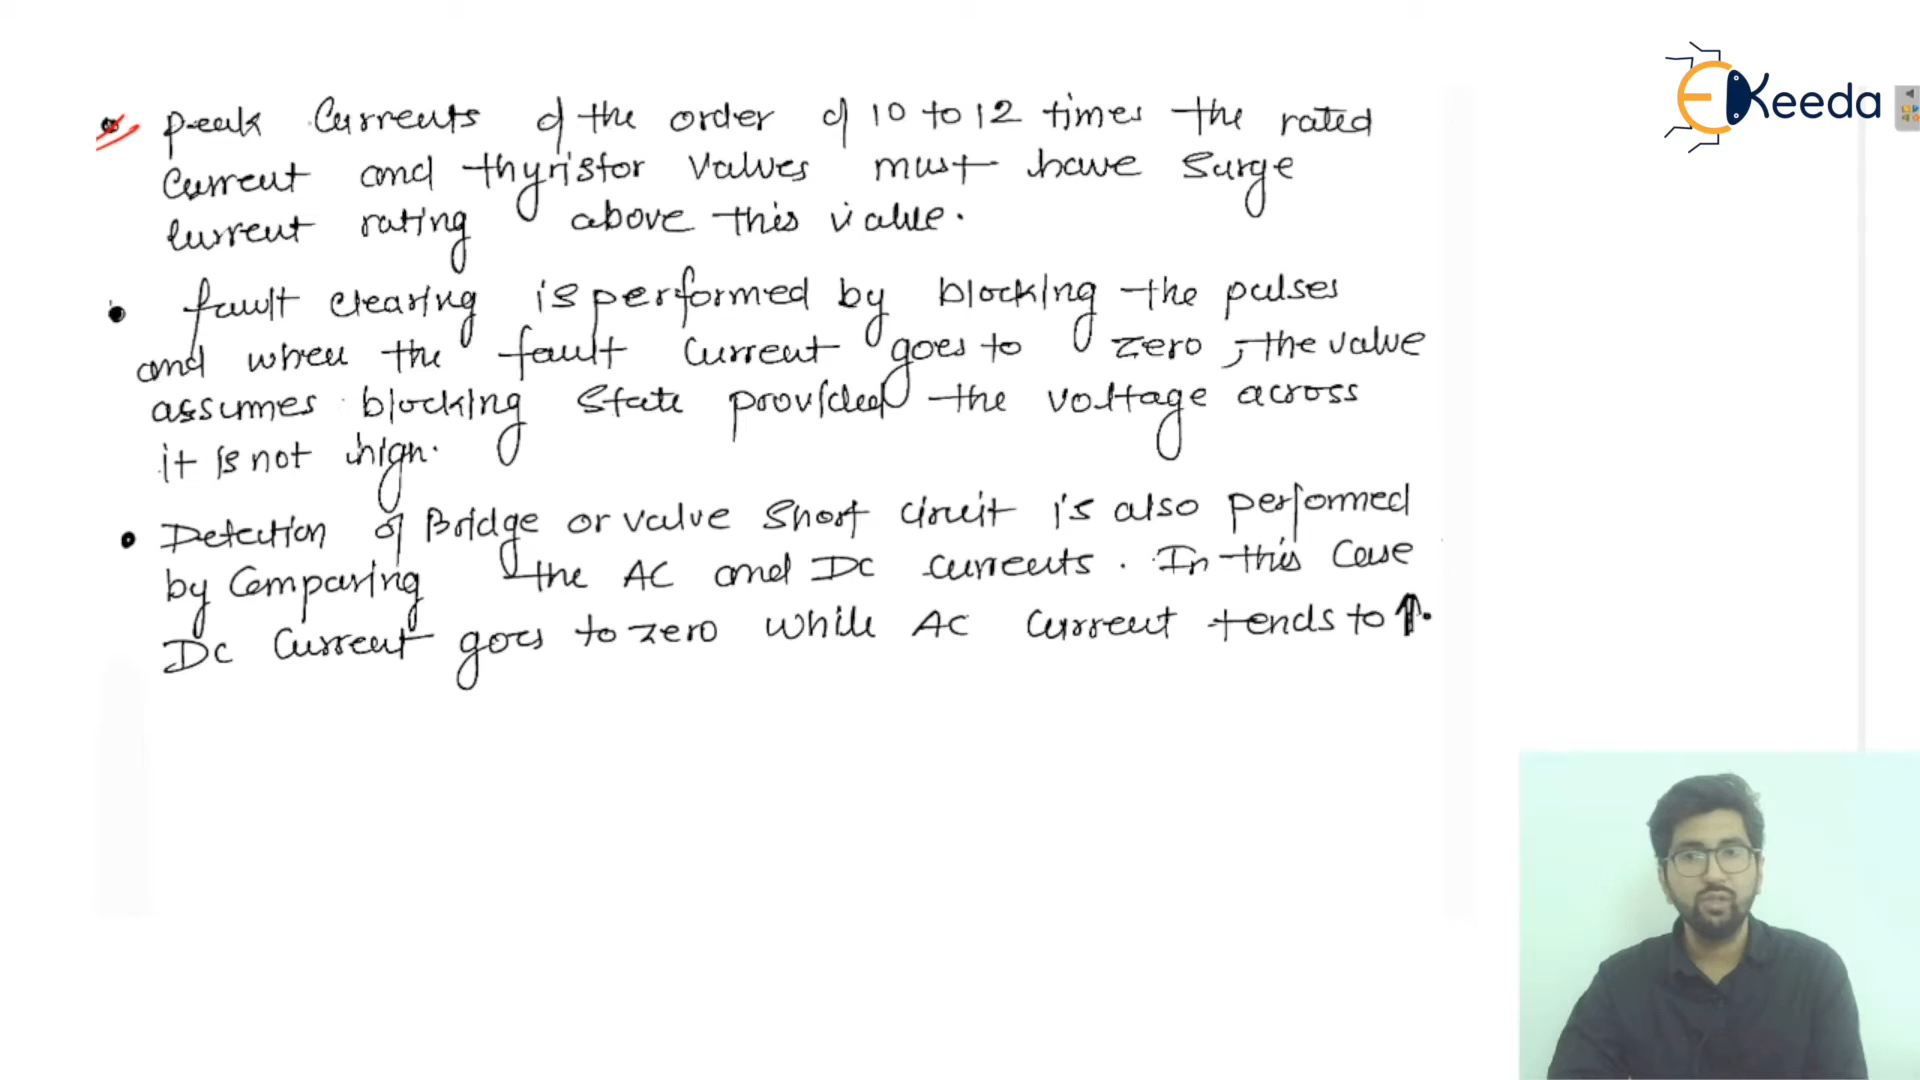 EKeeda
• peak Currents of the order of 10 to 12 times the rated
Current and thyristor valves must have surge
current rating above this value.
• fault clearing is performed by blocking the pulses
and when the fault current goes to zero, the valve
assumes blocking state provided the voltage across
it is not high.
• Detection of Bridge or valve short circuit is also performed
by Comparing the AC and DC currents. In this case
DC Current goes to zero while AC current tends to ↑.